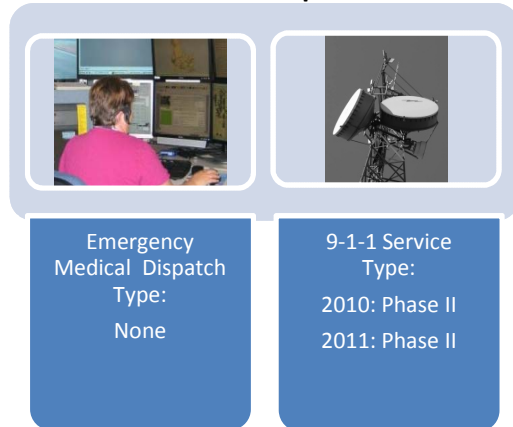 Emergency
Medical Dispatch
Type:
None
9-1-1 Service
Type:
2010: Phase II
2011: Phase II